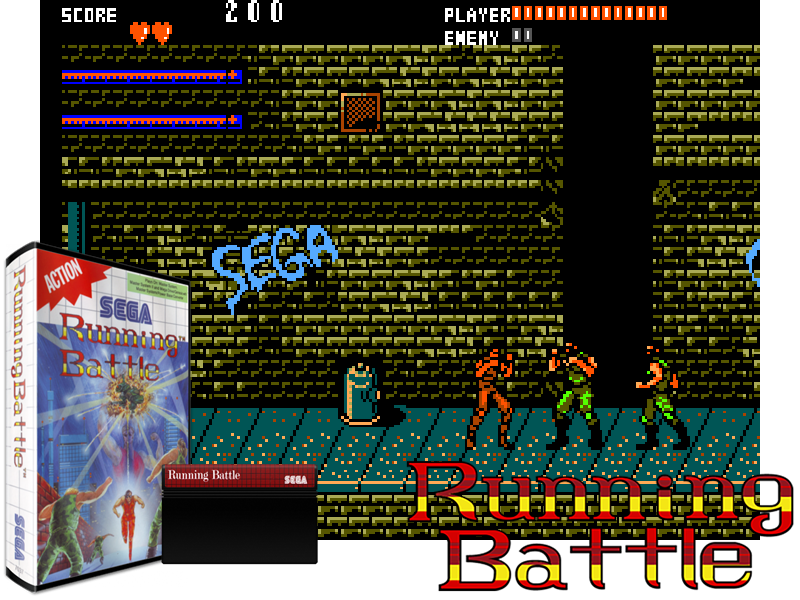 SCORE 200 PLAYER
ENEMY
SEGA
ACTION
SEGA
Running
Battle
Running Battle
SEGA
Running Battle
SEGA
Running
Battle